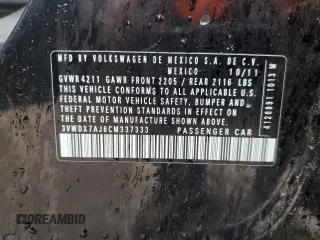 MFD. BY VOLKSWAGEN DE MEXICO S.A. DE C.V.
MEXICO 10/11
GVWR4211 GAWR FRONT 2205 / REAR 2116 LBS
THIS VEHICLE CONFORMS TO ALL APPLICABLE
FEDERAL MOTOR VEHICLE SAFETY, BUMPER AND
THEFT PREVENTION STANDARDS IN EFFECT ON
THE DATE OF MANUFACTURE SHOWN ABOVE.
3VWDX7AJ6CM337333 PASSENGER CAR
DREAMBID